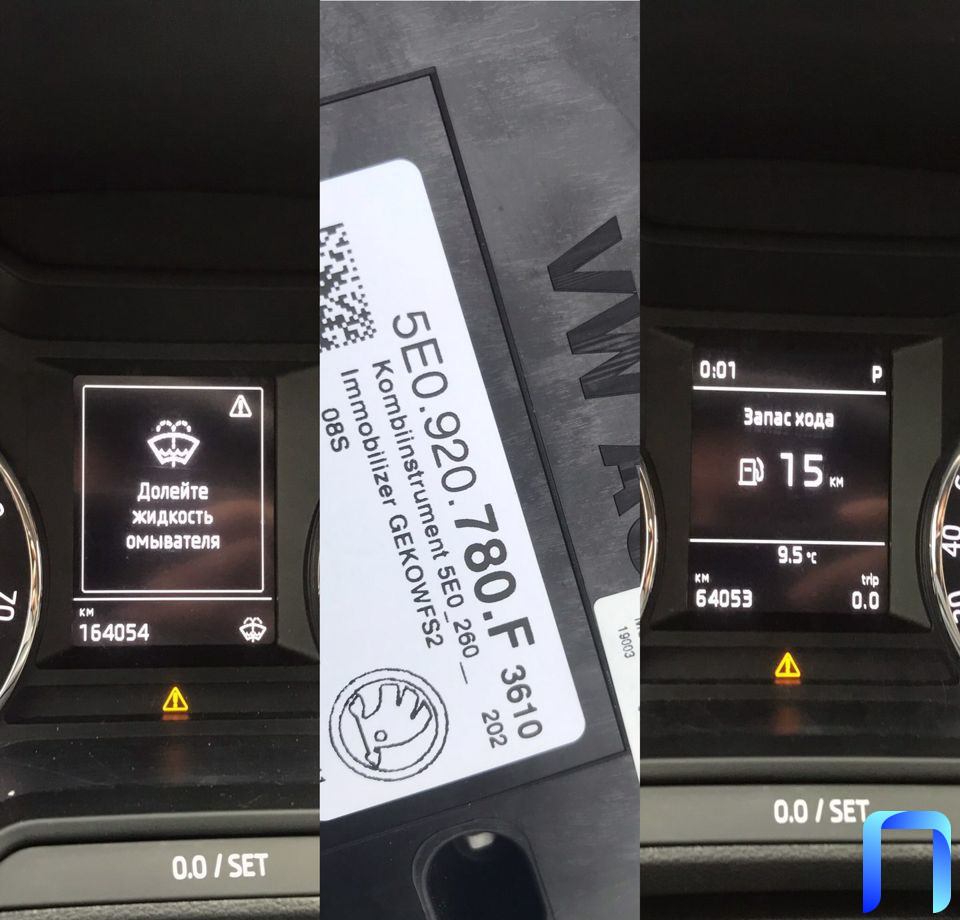 Долейте
жидкость
омывателя
км
164054
0.0 / SET
5E0.920.780.F 3610
Kombiinstrument 5E0_260_ 202
Immobilizer GEKOWFS2
08S
VW A
19003
0:01 P
Запас хода
15 км
9.5 °C
км trip
64053 0.0
0.0 / SET
40